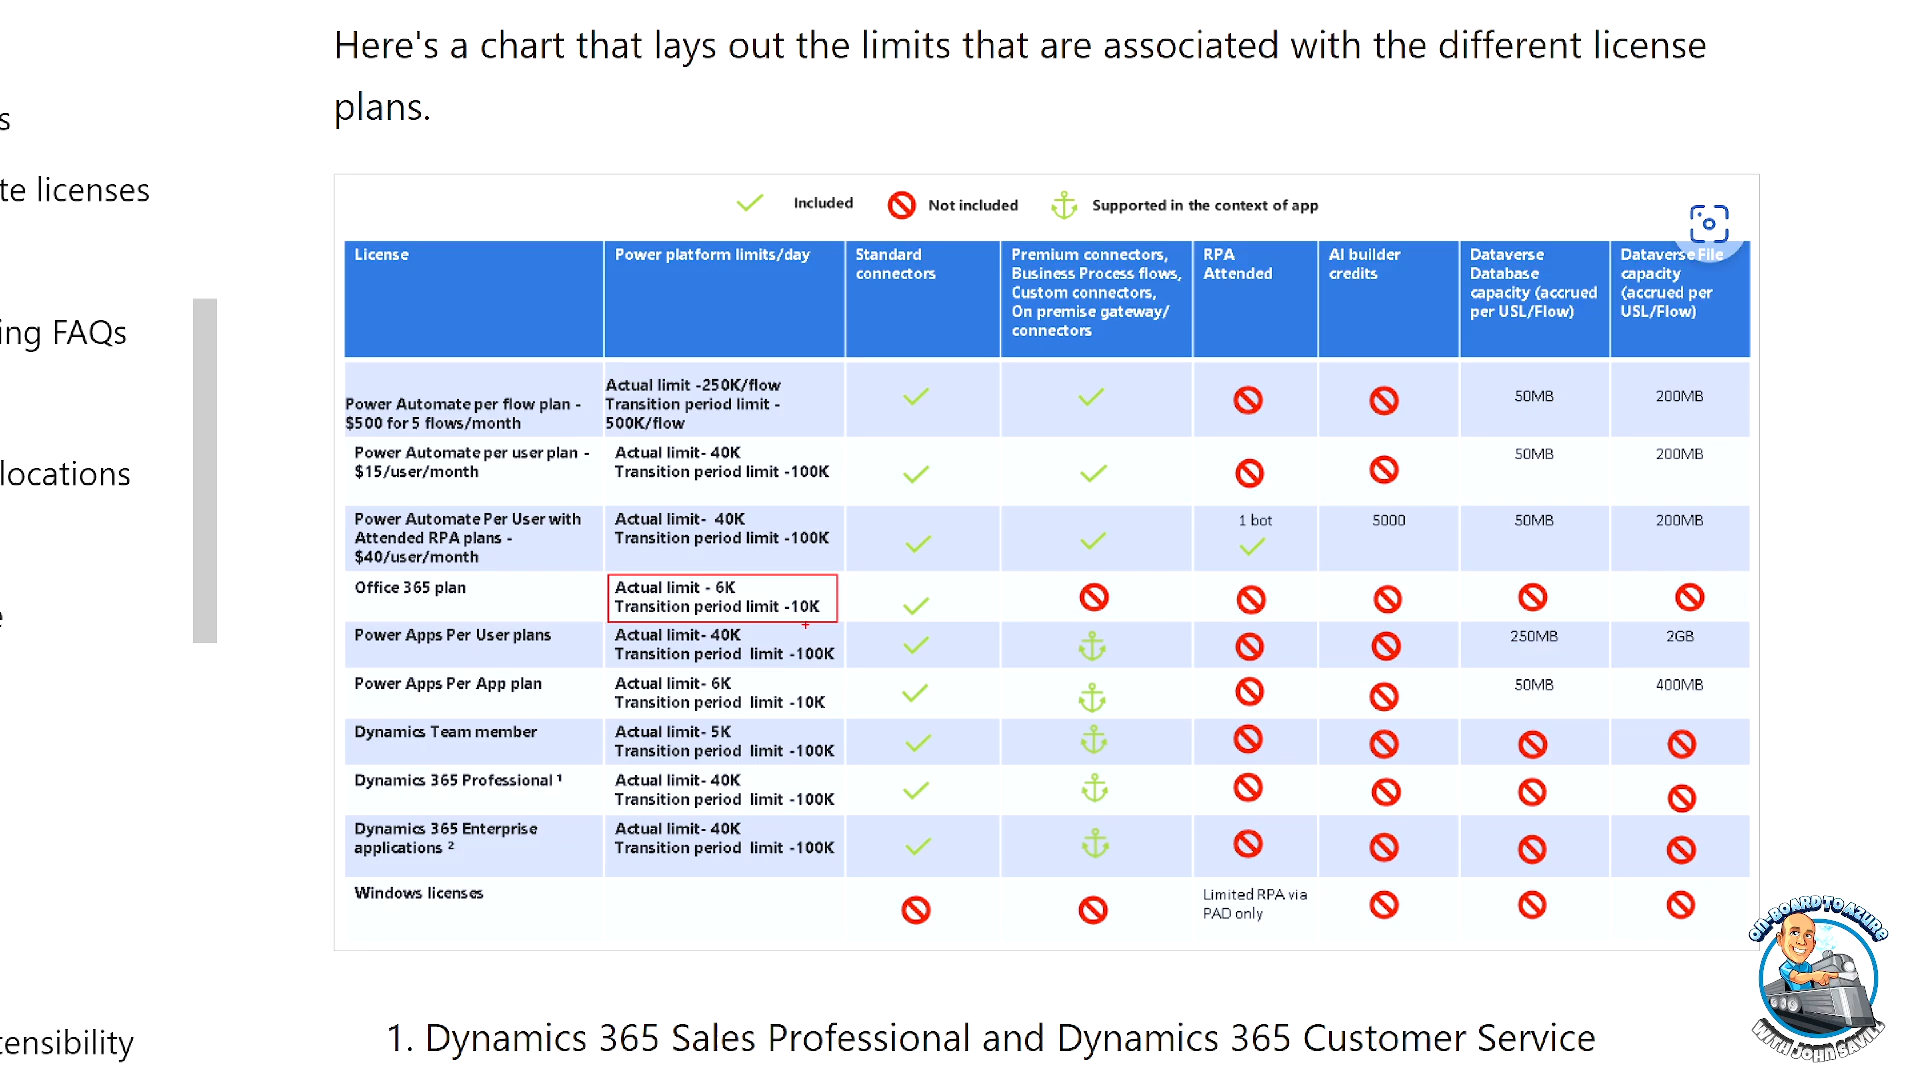 Here's a chart that lays out the limits that are associated with the different license
plans.
s
te licenses
ing FAQs
locations
e
tensibility
Included
Not included
Supported in the context of app
License
Power platform limits/day
Standard
connectors
Premium connectors,
Business Process flows,
Custom connectors,
On premise gateway/
connectors
RPA
Attended
AI builder
credits
Dataverse
Database
capacity (accrued
per USL/Flow)
Dataverse File
capacity
(accrued per
USL/Flow)
Power Automate per flow plan -
$500 for 5 flows/month
Actual limit -250K/flow
Transition period limit -
500K/flow
50MB
200MB
Power Automate per user plan -
$15/user/month
Actual limit- 40K
Transition period limit -100K
50MB
200MB
Power Automate Per User with
Attended RPA plans -
$40/user/month
Actual limit- 40K
Transition period limit -100K
1 bot
5000
50MB
200MB
Office 365 plan
Actual limit - 6K
Transition period limit -10K
Power Apps Per User plans
Actual limit- 40K
Transition period limit -100K
250MB
2GB
Power Apps Per App plan
Actual limit- 6K
Transition period limit -10K
50MB
400MB
Dynamics Team member
Actual limit- 5K
Transition period limit -100K
Dynamics 365 Professional ¹
Actual limit- 40K
Transition period limit -100K
Dynamics 365 Enterprise
applications ²
Actual limit- 40K
Transition period limit -100K
Windows licenses
Limited RPA via
PAD only
ON-BOARD TO AZURE
WITH JOHN SAVILL
1. Dynamics 365 Sales Professional and Dynamics 365 Customer Service